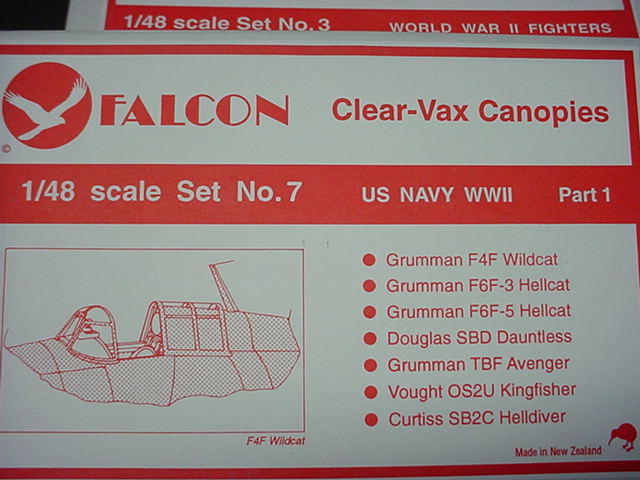 1/48 scale Set No. 3 WORLD WAR II FIGHTERS
FALCON Clear-Vax Canopies
©
1/48 scale Set No. 7 US NAVY WWII Part 1
Grumman F4F Wildcat
Grumman F6F-3 Hellcat
Grumman F6F-5 Hellcat
Douglas SBD Dauntless
Grumman TBF Avenger
Vought OS2U Kingfisher
Curtiss SB2C Helldiver
F4F Wildcat
Made in New Zealand